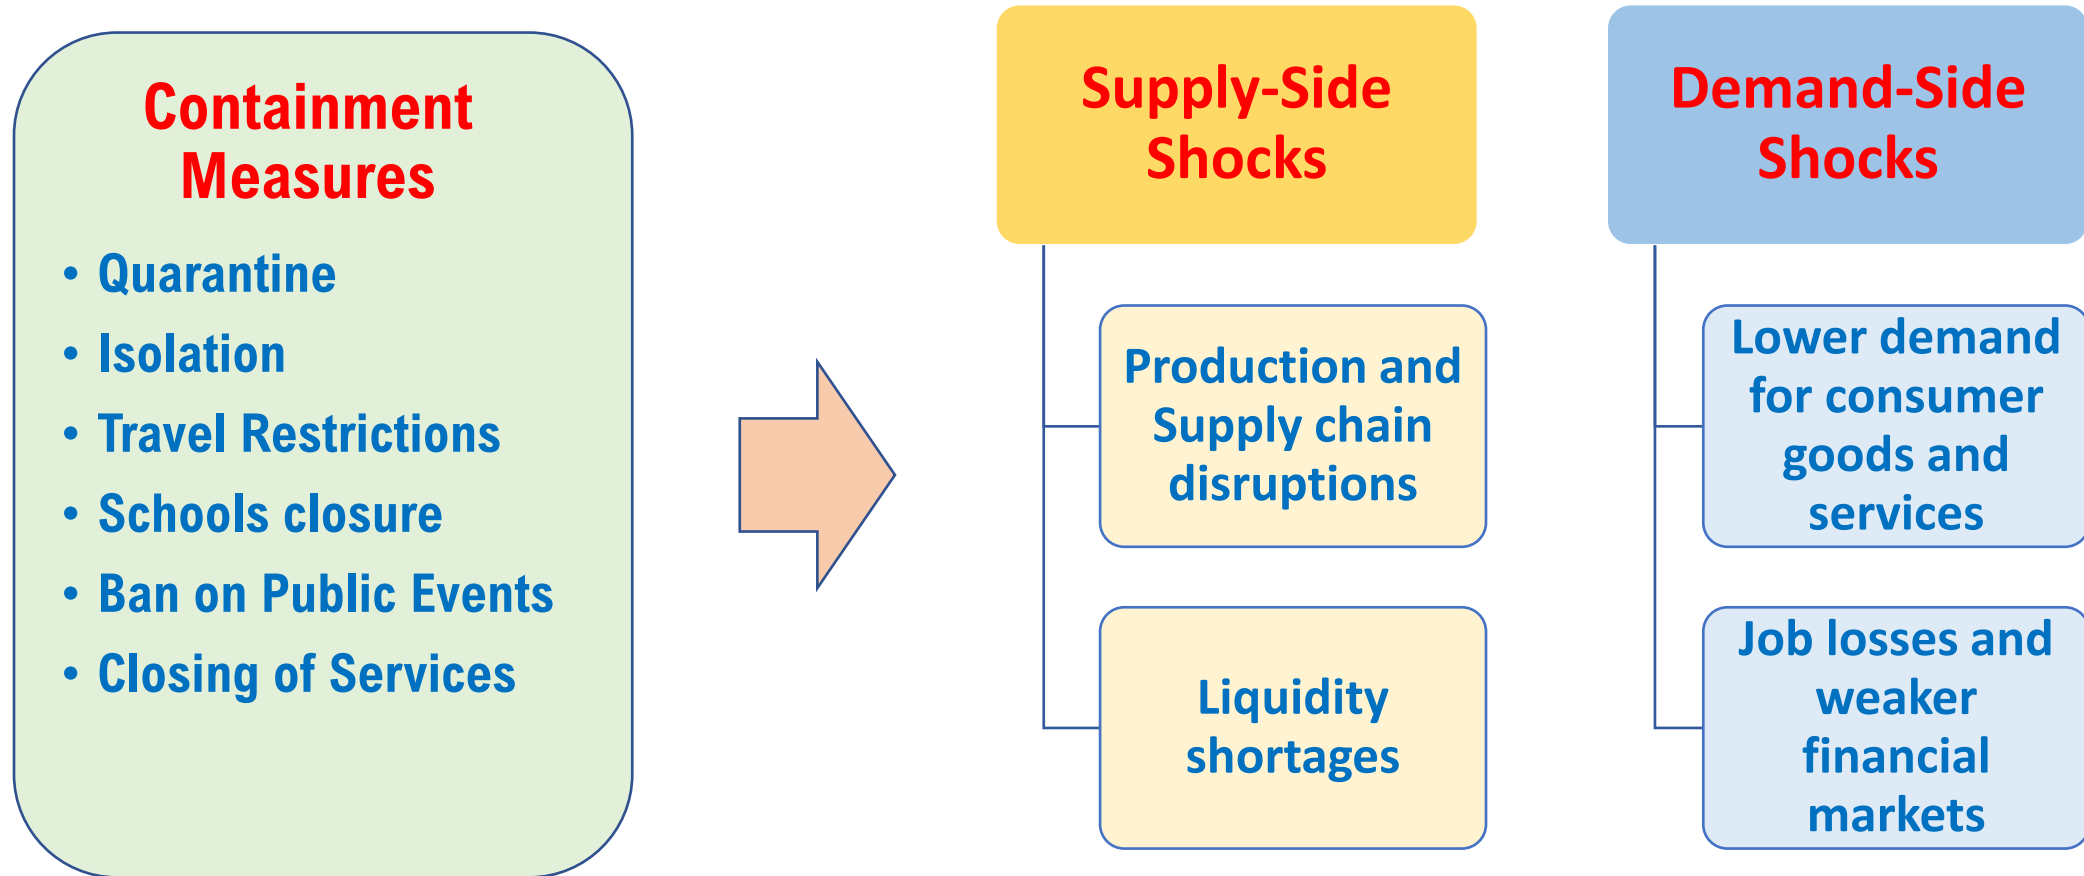 Containment
Measures
• Quarantine
• Isolation
• Travel Restrictions
• Schools closure
• Ban on Public Events
• Closing of Services
Supply-Side
Shocks
Production and
Supply chain
disruptions
Liquidity
shortages
Demand-Side
Shocks
Lower demand
for consumer
goods and
services
Job losses and
weaker
financial
markets